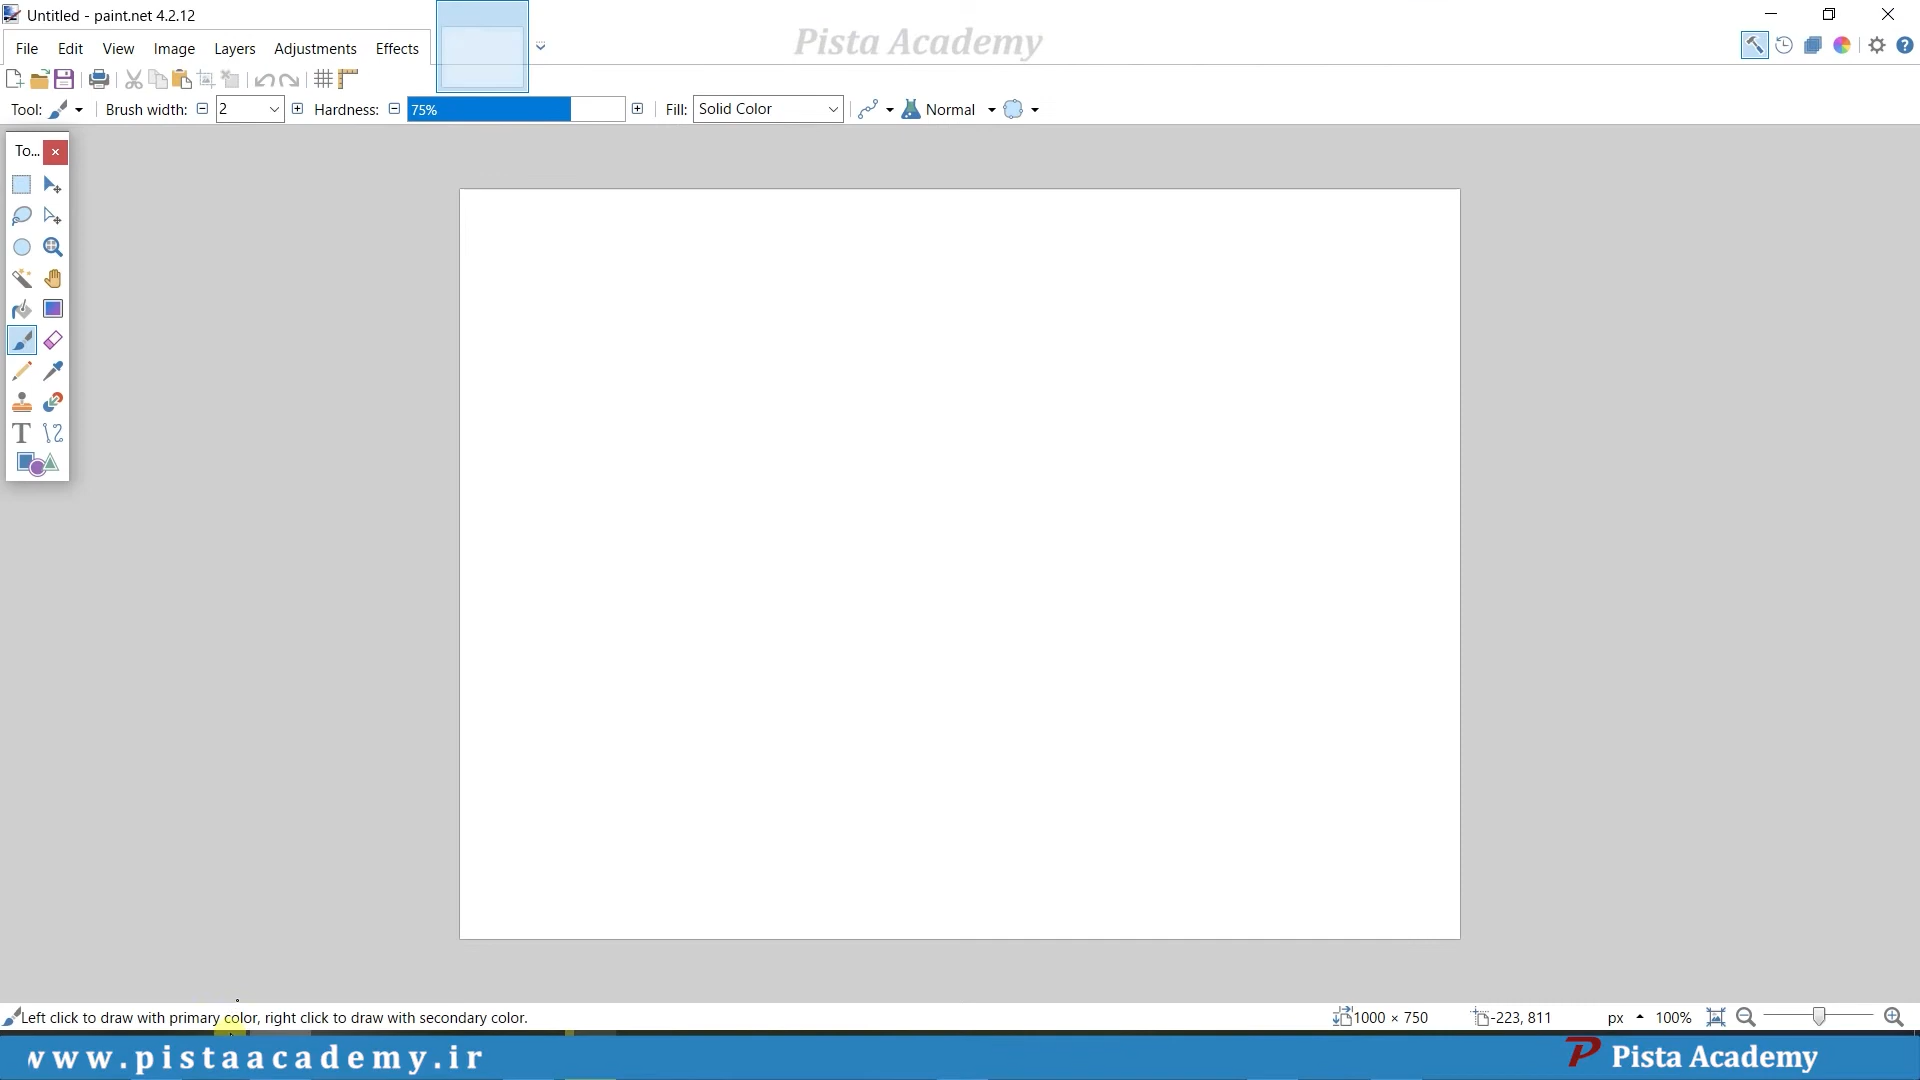 Untitled - paint.net 4.2.12
Pista Academy
File Edit View Image Layers Adjustments Effects
Tool: Brush width: 2 Hardness: 75% Fill: Solid Color Normal
To...
T
Left click to draw with primary color, right click to draw with secondary color. 1000 × 750 -223, 811 px 100%
www.pistaacademy.ir Pista Academy